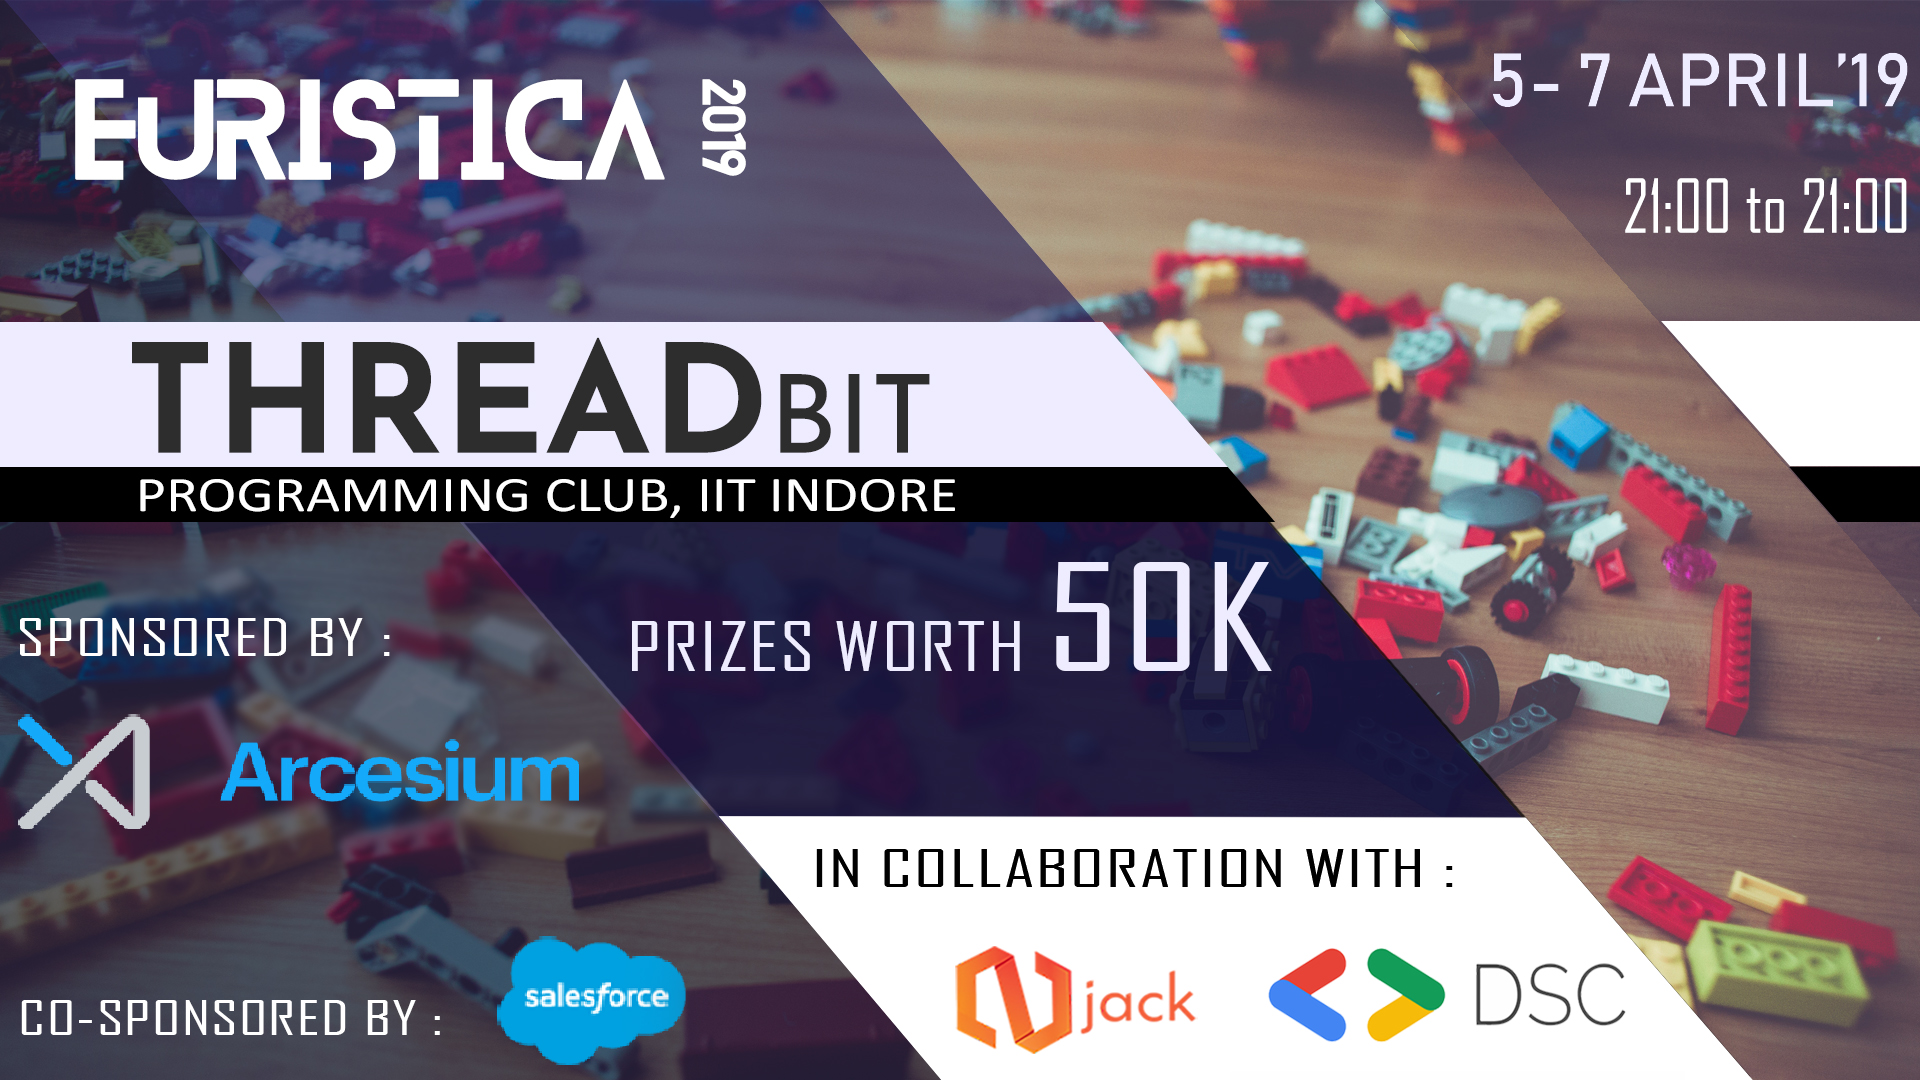 EURISTICA 2019
5- 7 APRIL'19
21:00 to 21:00
THREADBIT
PROGRAMMING CLUB, IIT INDORE
PRIZES WORTH 50K
SPONSORED BY :
Arcesium
CO-SPONSORED BY :
salesforce
IN COLLABORATION WITH :
Njack
DSC